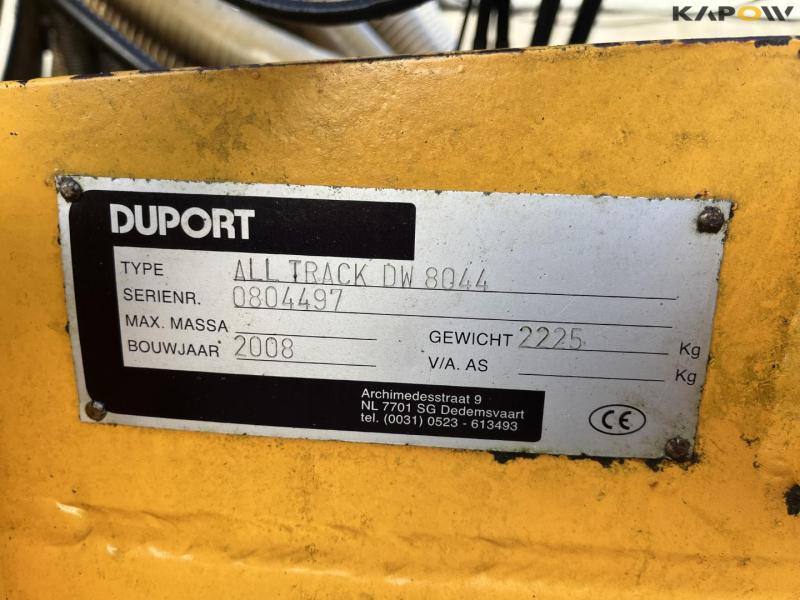 KAPOW
DUPORT
TYPE ALL TRACK DW 8044
SERIENR. 0804497
MAX. MASSA
GEWICHT 2225 Kg
BOUWJAAR 2008
V/A. AS Kg
Archimedesstraat 9
NL 7701 SG Dedemsvaart
tel. (0031) 0523 - 613493
CE